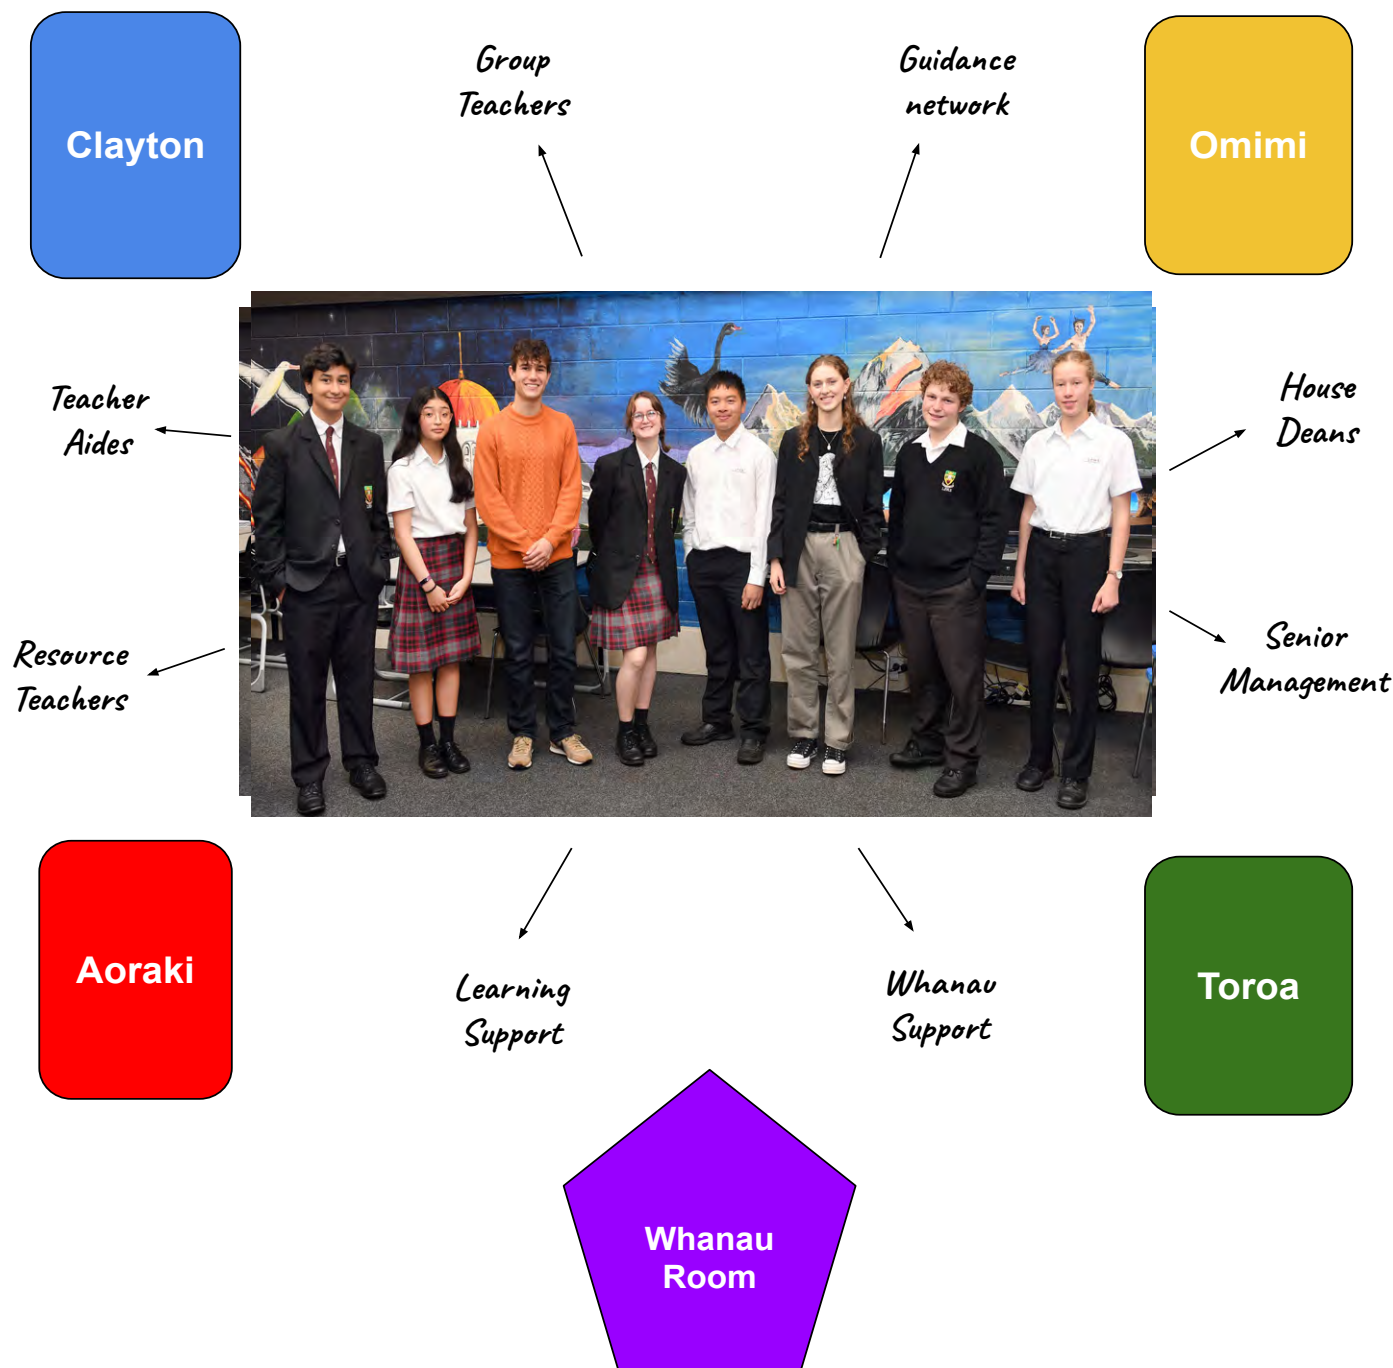 Clayton
Group
Teachers
Guidance
network
Omimi
Teacher
Aides
House
Deans
Resource
Teachers
Senior
Management
Aoraki
Learning
Support
Whanau
Support
Toroa
Whanau
Room